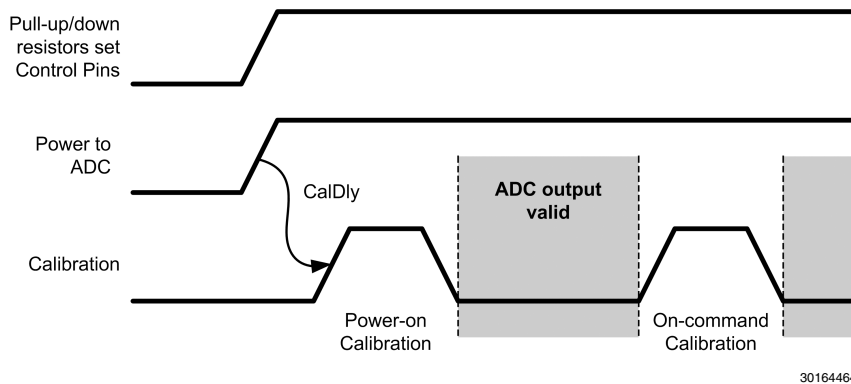 Pull-up/down
resistors set
Control Pins
Power to
ADC
CalDly
ADC output
valid
Calibration
Power-on
Calibration
On-command
Calibration